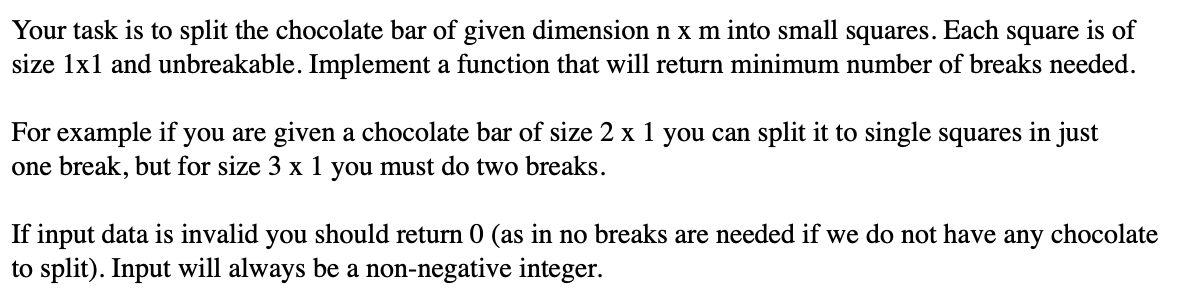 Your task is to split the chocolate bar of given dimension n x m into small squares. Each square is of
size 1x1 and unbreakable. Implement a function that will return minimum number of breaks needed.
For example if you are given a chocolate bar of size 2 x 1 you can split it to single squares in just
one break, but for size 3 x 1 you must do two breaks.
If input data is invalid you should return 0 (as in no breaks are needed if we do not have any chocolate
to split). Input will always be a non-negative integer.